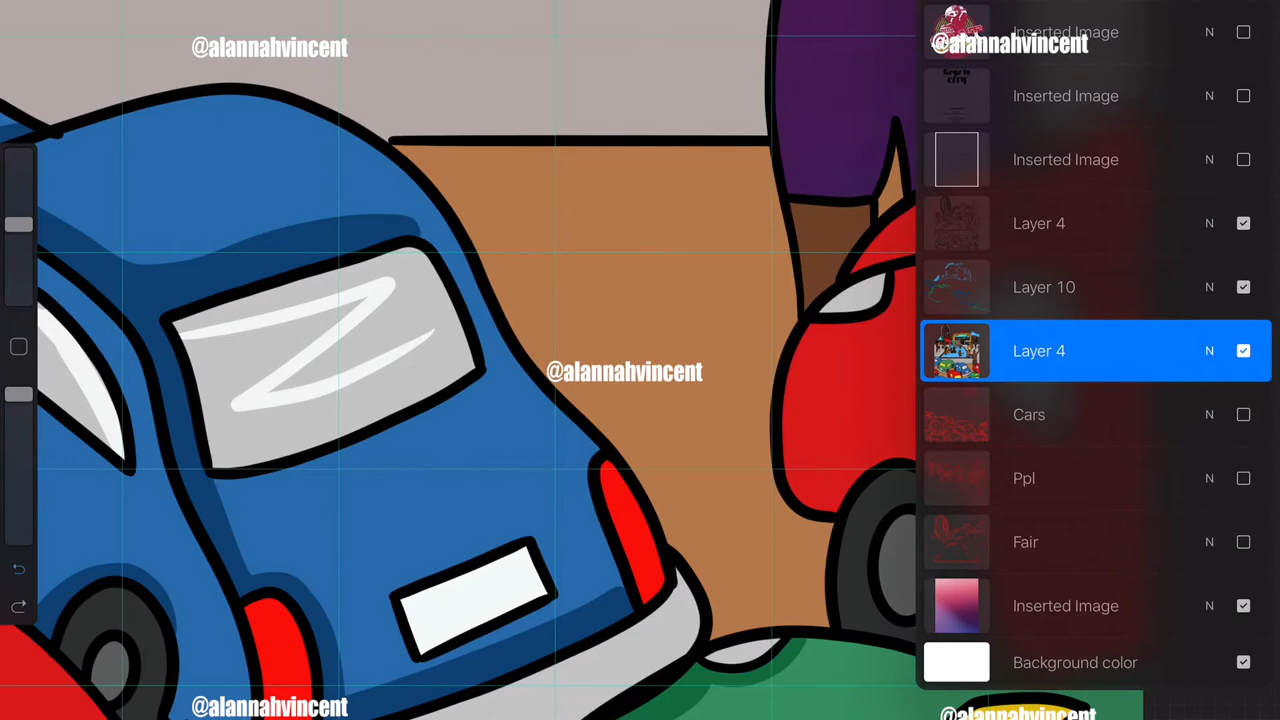 @alannahvincent
@alannahvincent
Inserted Image N
Inserted Image N
Inserted Image N
Layer 4 N
Layer 10 N
Layer 4 N
@alannahvincent
Cars N
Ppl N
Fair N
Inserted Image N
Background color
@alannahvincent
@alannahvincent